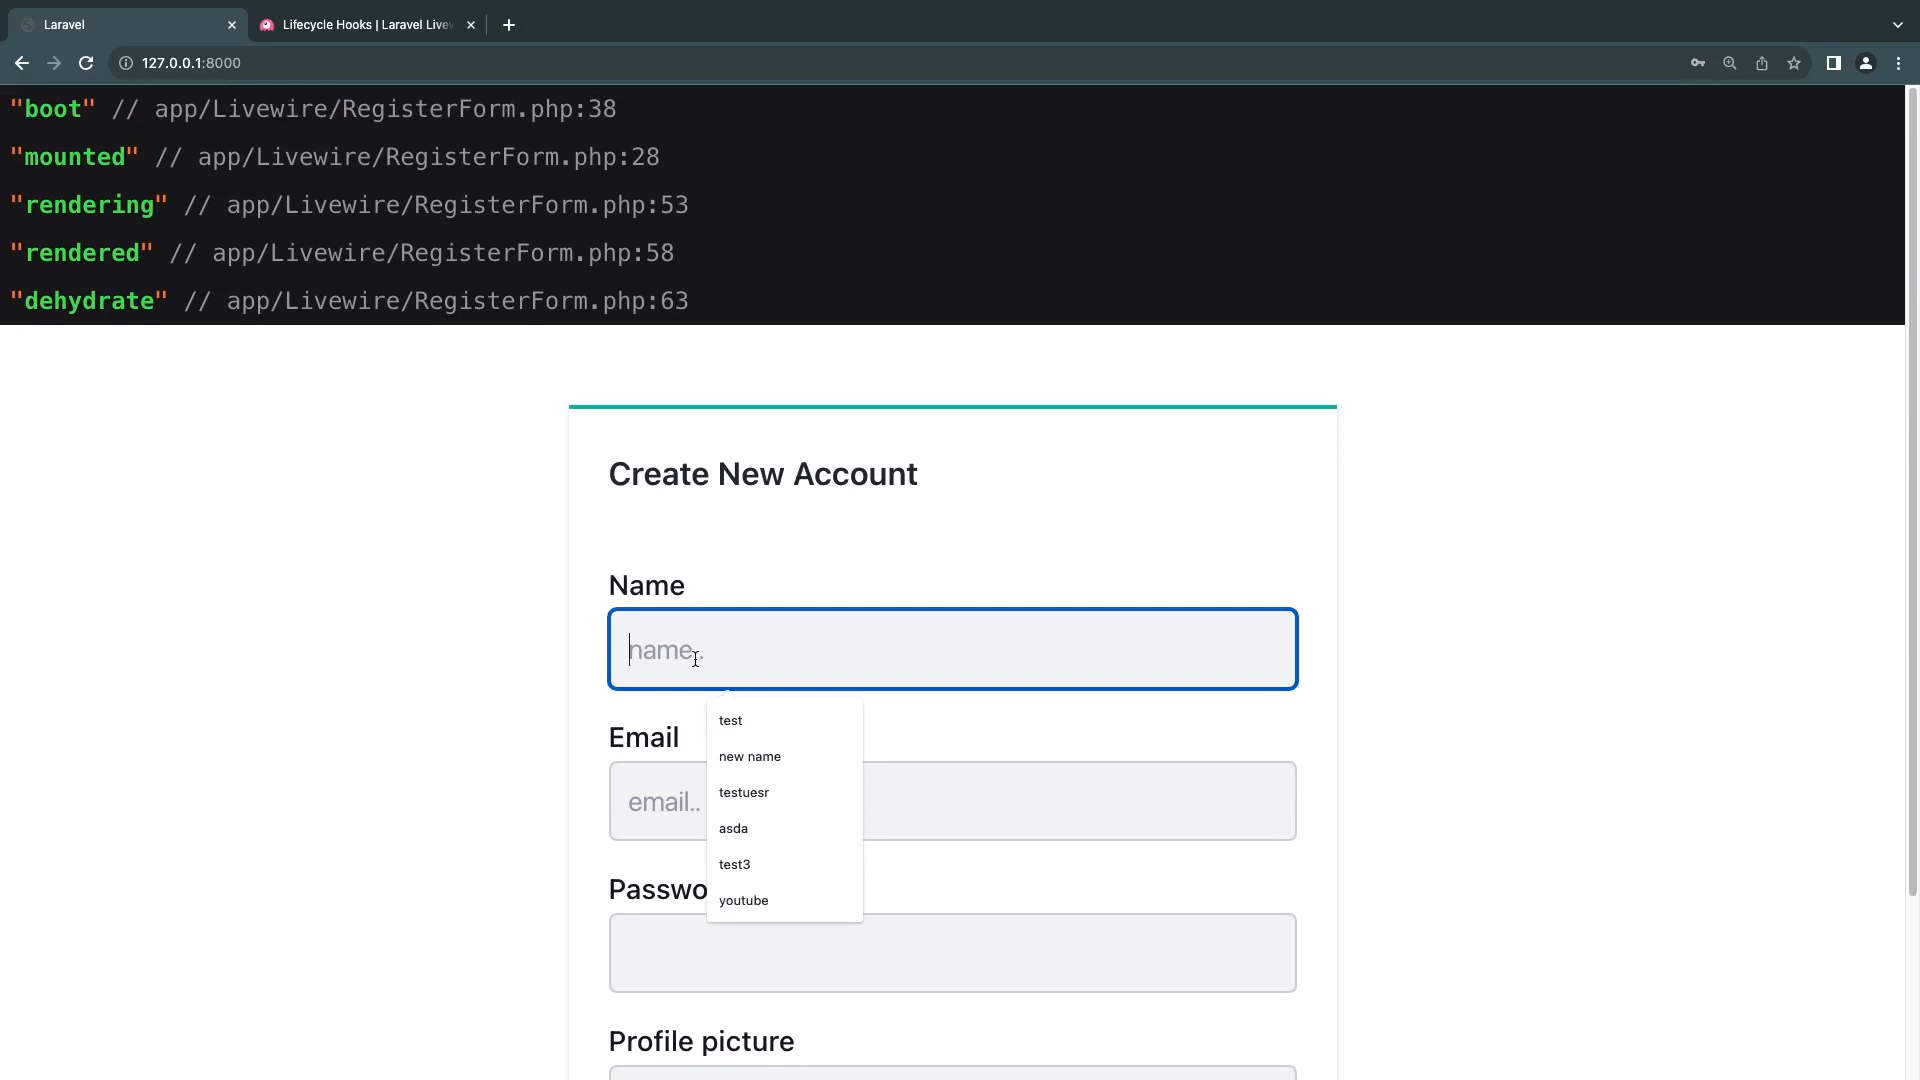 Laravel
Lifecycle Hooks | Laravel Live
127.0.0.1:8000
"boot" // app/Livewire/RegisterForm.php:38
"mounted" // app/Livewire/RegisterForm.php:28
"rendering" // app/Livewire/RegisterForm.php:53
"rendered" // app/Livewire/RegisterForm.php:58
"dehydrate" // app/Livewire/RegisterForm.php:63
Create New Account
Name
name..
test
Email
new name
testuesr
email..
asda
test3
Passwo
youtube
Profile picture